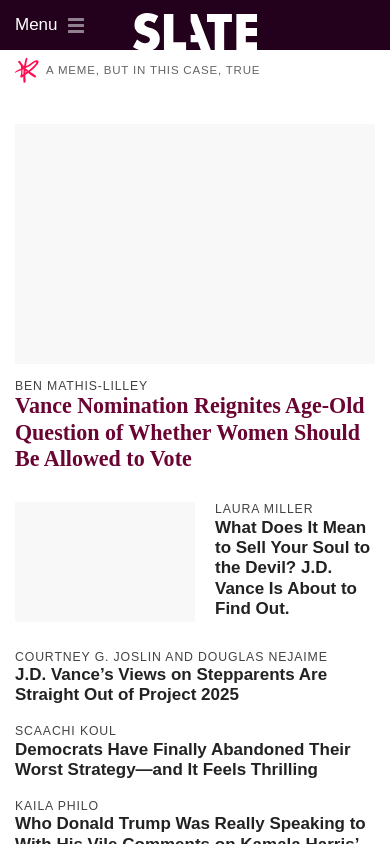 Menu
SLATE
A MEME, BUT IN THIS CASE, TRUE
BEN MATHIS-LILLEY
Vance Nomination Reignites Age-Old
Question of Whether Women Should
Be Allowed to Vote
LAURA MILLER
What Does It Mean
to Sell Your Soul to
the Devil? J.D.
Vance Is About to
Find Out.
COURTNEY G. JOSLIN AND DOUGLAS NEJAIME
J.D. Vance’s Views on Stepparents Are
Straight Out of Project 2025
SCAACHI KOUL
Democrats Have Finally Abandoned Their
Worst Strategy—and It Feels Thrilling
KAILA PHILO
Who Donald Trump Was Really Speaking to
With His Vile Comments on Kamala Harris’